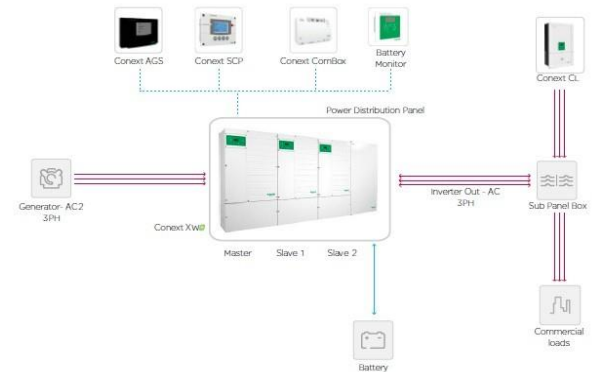 Conext AGS
Conext SCP
Conext ComBox
Battery
Monitor
Conext CL
Power Distribution Panel
Generator- AC2
3PH
Inverter Out - AC
3PH
Sub Panel Box
Conext XW
Master
Slave 1
Slave 2
Commercial
loads
Battery